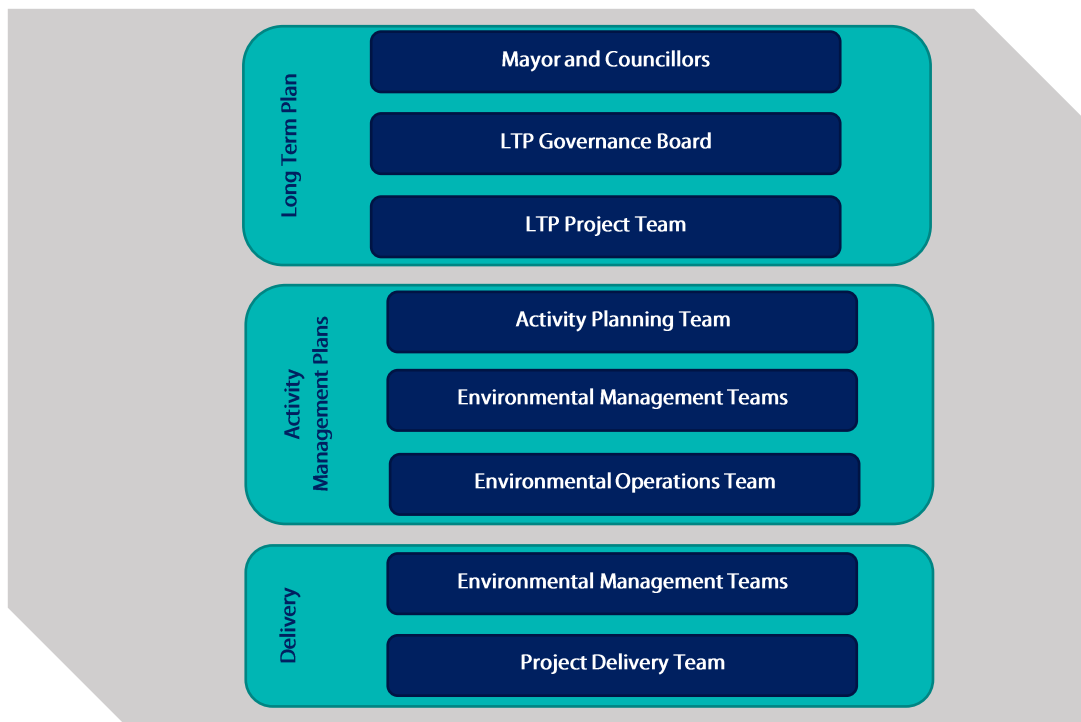 Long Term Plan
Mayor and Councillors
LTP Governance Board
LTP Project Team
Activity
Management Plans
Activity Planning Team
Environmental Management Teams
Environmental Operations Team
Delivery
Environmental Management Teams
Project Delivery Team